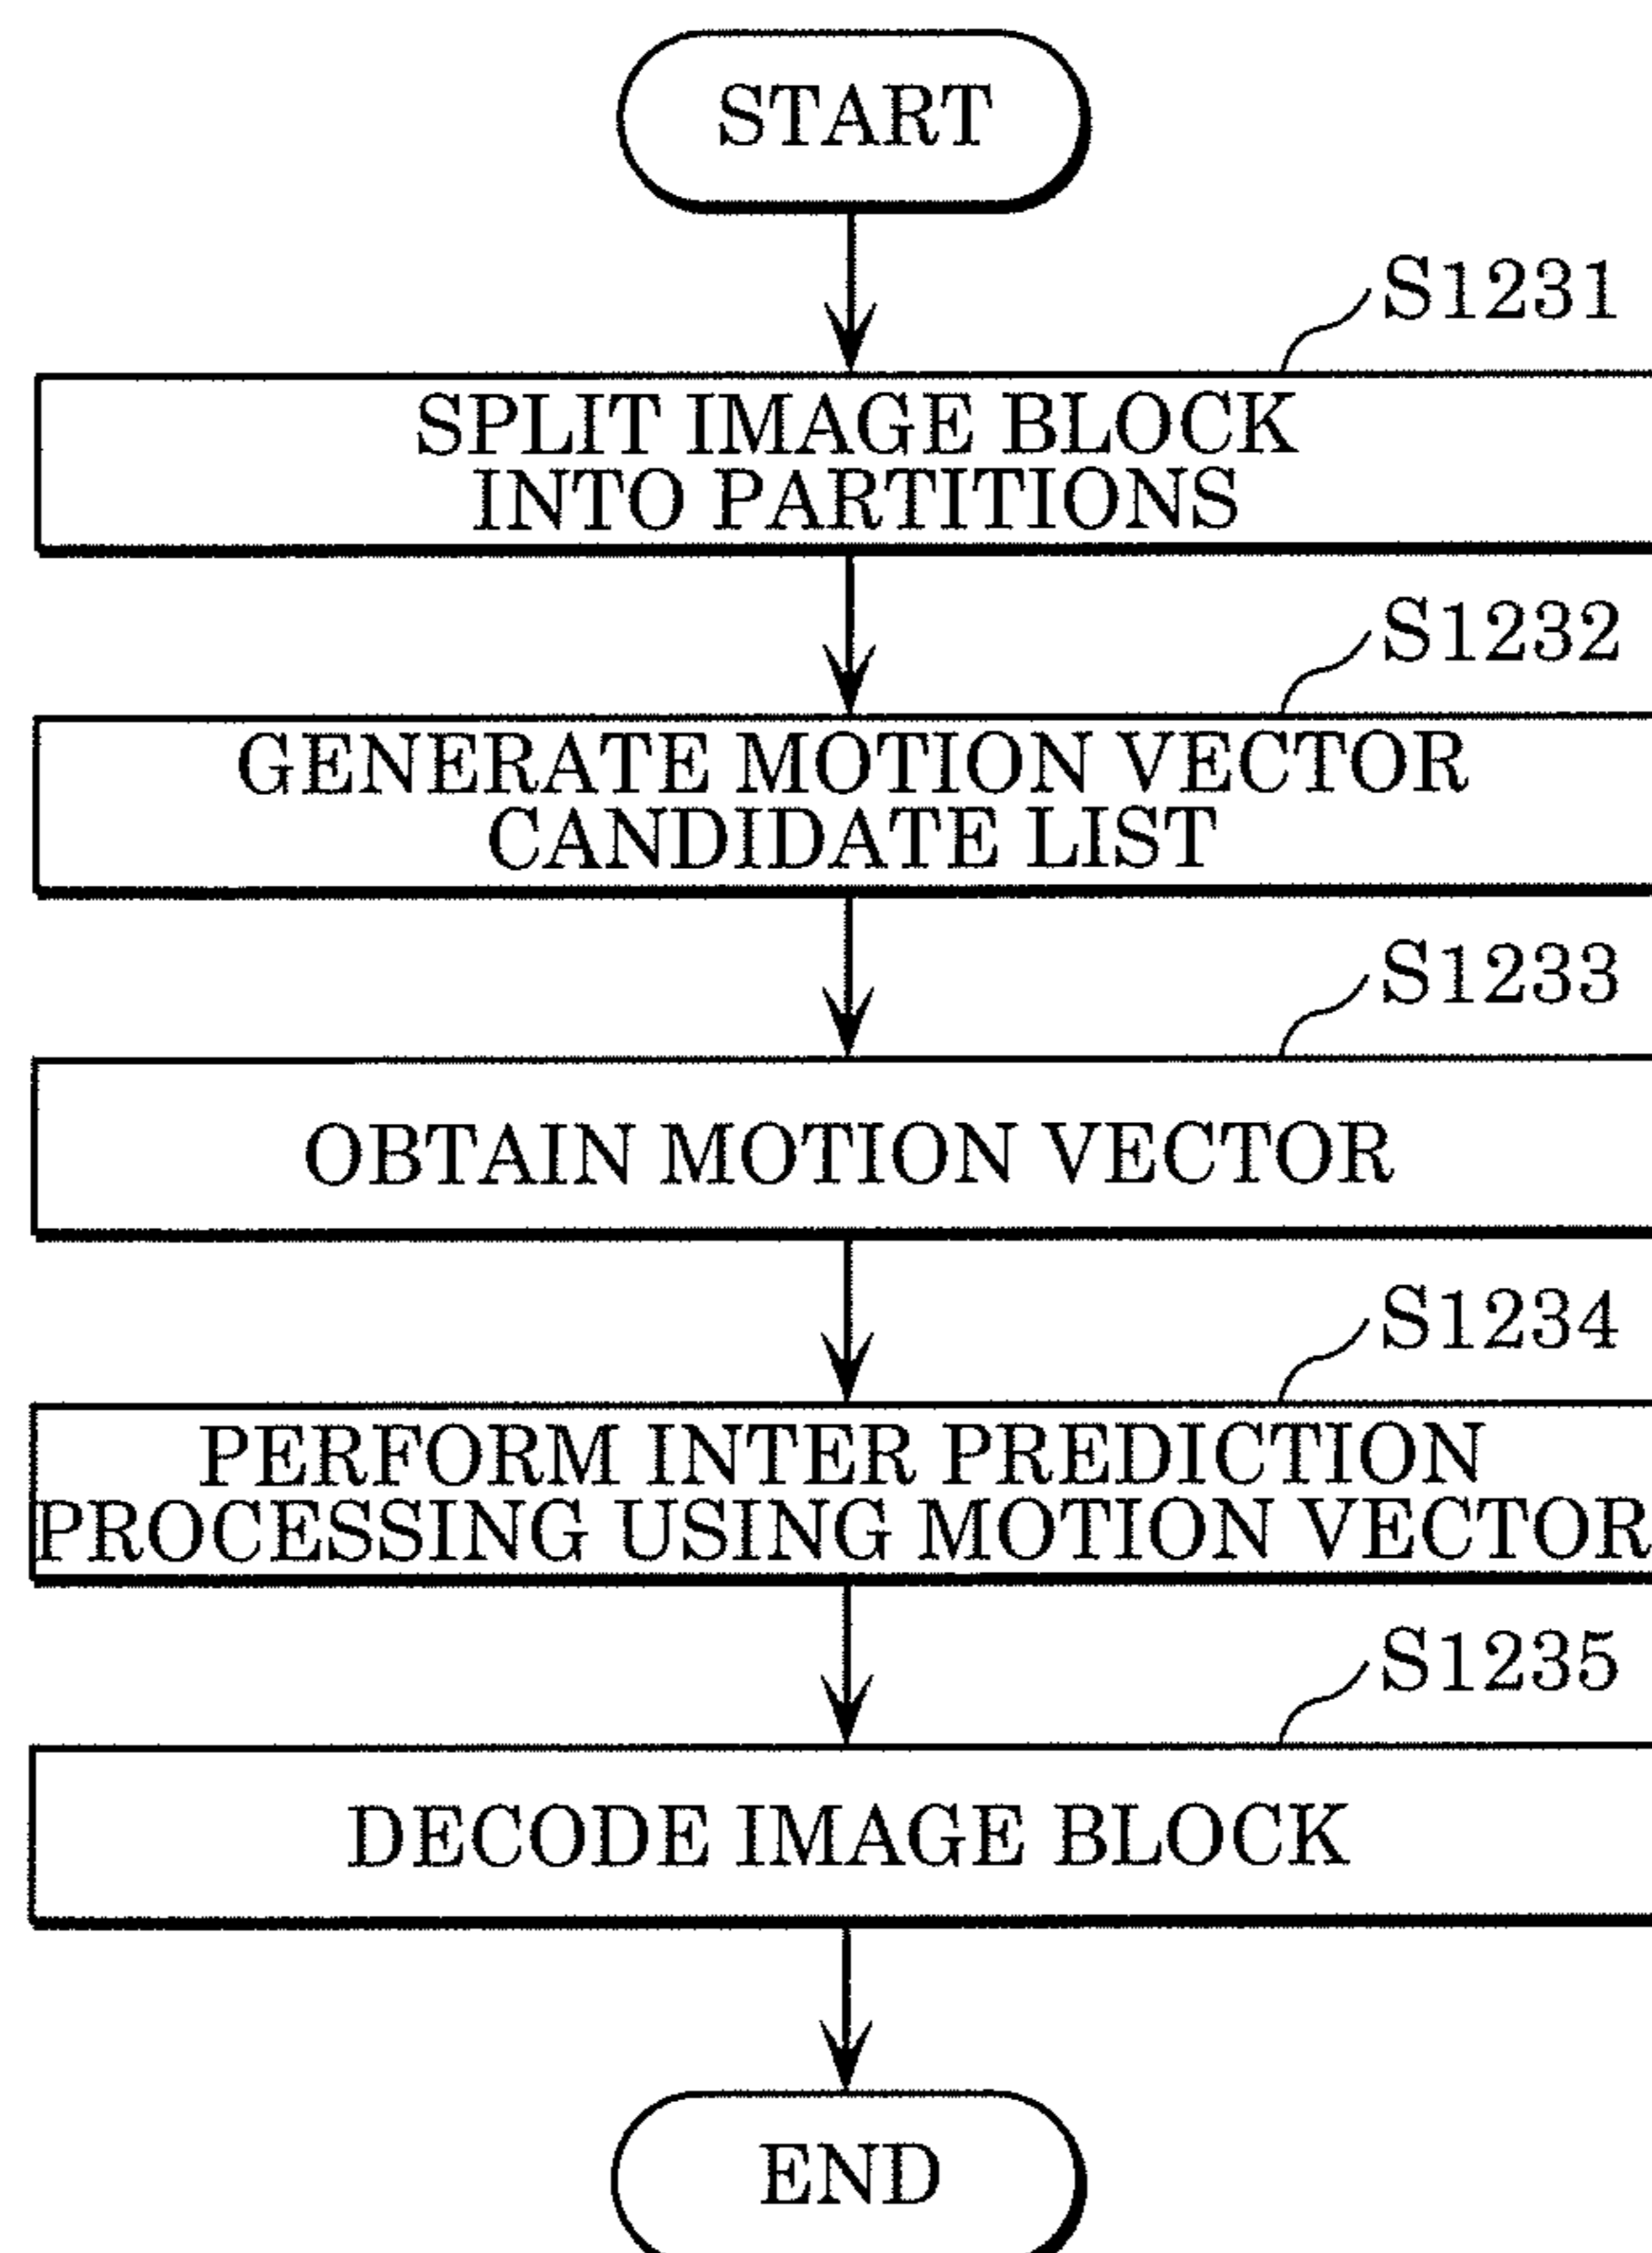 START
S1231
SPLIT IMAGE BLOCK
INTO PARTITIONS
S1232
GENERATE MOTION VECTOR
CANDIDATE LIST
S1233
OBTAIN MOTION VECTOR
S1234
PERFORM INTER PREDICTION
PROCESSING USING MOTION VECTOR
S1235
DECODE IMAGE BLOCK
END